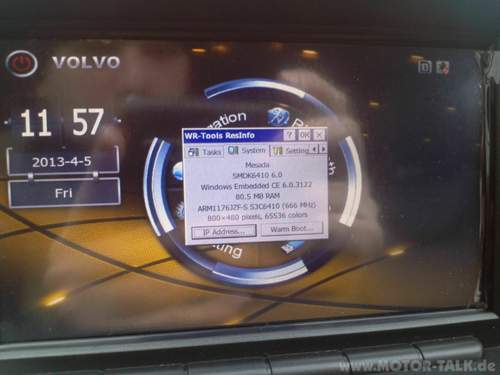 VOLVO
11 57
2013-4-5
Fri
WR-Tools ResInfo ? OK ×
Tasks System Setting
Mesada
SMDK6410 6.0
Windows Embedded CE 6.0.3122
80.5 MB RAM
ARM1176JZF-S S3C6410 (666 MHz)
800×480 pixels, 65536 colors
IP Address... Warm Boot...
www.MOTOR-TALK.de